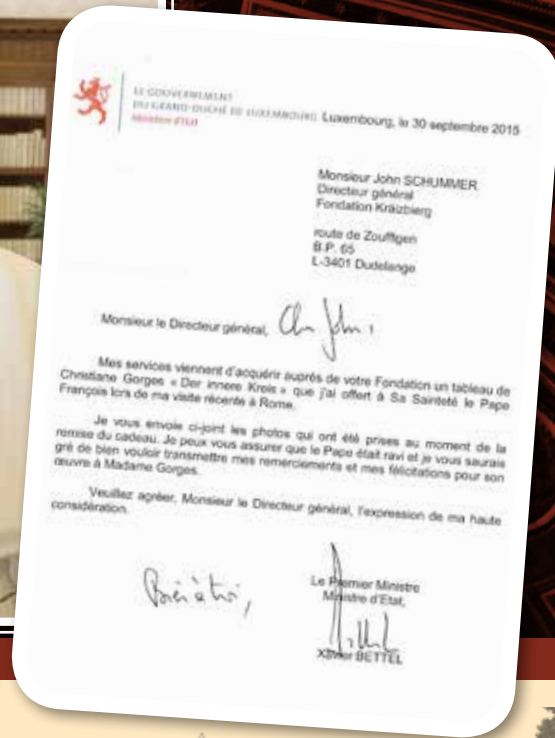 LE GOUVERNEMENT
DU GRAND-DUCHÉ DE LUXEMBOURG
Ministère d'État
Luxembourg, le 30 septembre 2015
Monsieur John SCHUMMER
Directeur général
Fondation Kräizbierg
route de Zoufftgen
B.P. 65
L-3401 Dudelange
Monsieur le Directeur général, Cher John,
Mes services viennent d'acquérir auprès de votre Fondation un tableau de
Christiane Gorges « Der innere Kreis » que j'ai offert à Sa Sainteté le Pape
François lors de ma visite récente à Rome.
Je vous envoie ci-joint les photos qui ont été prises au moment de la
remise du cadeau. Je peux vous assurer que le Pape était ravi et je vous saurais
gré de bien vouloir transmettre mes remerciements et mes félicitations pour son
œuvre à Madame Gorges.
Veuillez agréer, Monsieur le Directeur général, l'expression de ma haute
considération.
Bien à toi,
Le Premier Ministre
Ministre d'Etat,
Xavier BETTEL